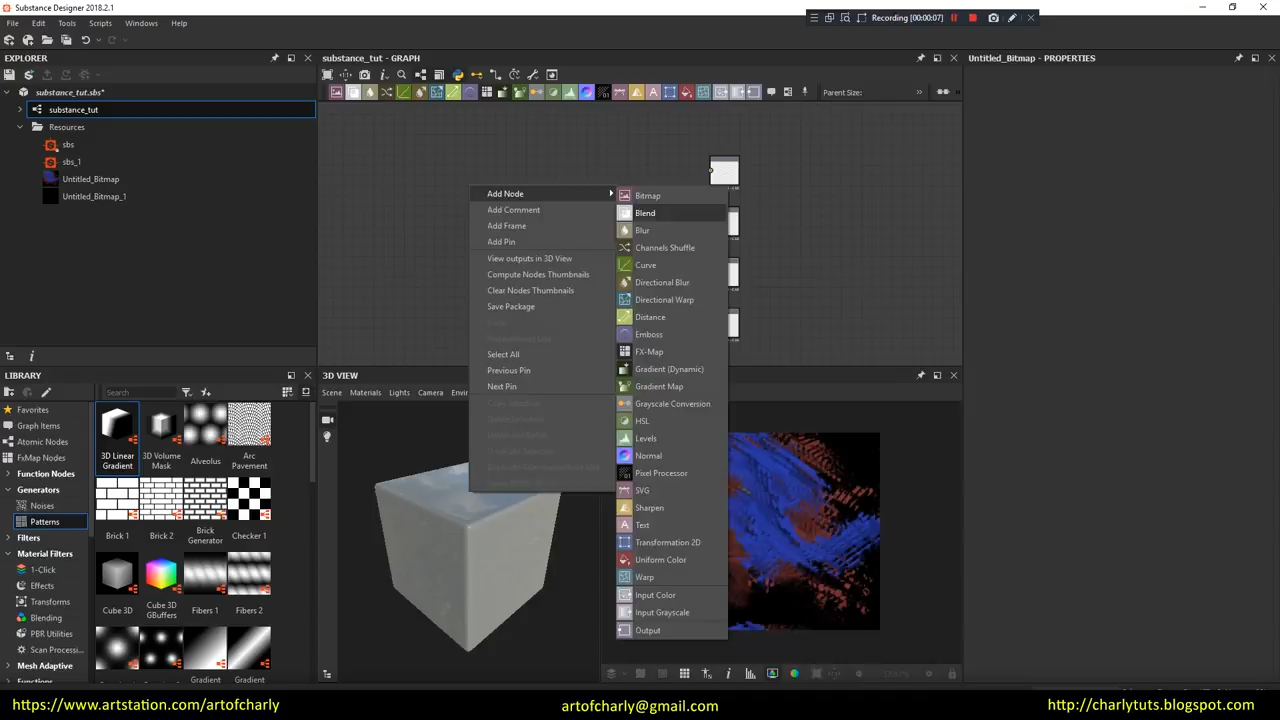 Substance Designer 2018.2.1
Recording [00:00:07]
File Edit Tools Scripts Windows Help
EXPLORER
substance_tut - GRAPH
Untitled_Bitmap - PROPERTIES
substance_tut.sbs*
substance_tut
Resources
sbs
sbs_1
Untitled_Bitmap
Untitled_Bitmap_1
Parent Size:
Add Node
Add Comment
Add Frame
Add Pin
View outputs in 3D View
Compute Nodes Thumbnails
Clear Nodes Thumbnails
Save Package
Select All
Previous Pin
Next Pin
Bitmap
Blend
Blur
Channels Shuffle
Curve
Directional Blur
Directional Warp
Distance
Emboss
FX-Map
Gradient (Dynamic)
Gradient Map
Grayscale Conversion
HSL
Levels
Normal
Pixel Processor
SVG
Sharpen
Text
Transformation 2D
Uniform Color
Warp
Input Color
Input Grayscale
Output
LIBRARY
Search
Favorites
Graph Items
Atomic Nodes
FxMap Nodes
Function Nodes
Generators
Noises
Patterns
Filters
Material Filters
1-Click
Effects
Transforms
Blending
PBR Utilities
Scan Proces...
Mesh Adaptive
3D Linear Gradient
3D Volume Mask
Alveolus
Arc Pavement
Brick 1
Brick 2
Brick Generator
Checker 1
Cube 3D
Cube 3D GBuffers
Fibers 1
Fibers 2
Gradient
Gradient
3D VIEW
Scene Materials Lights Camera
https://www.artstation.com/artofcharly
artofcharly@gmail.com
http://charlytuts.blogspot.com